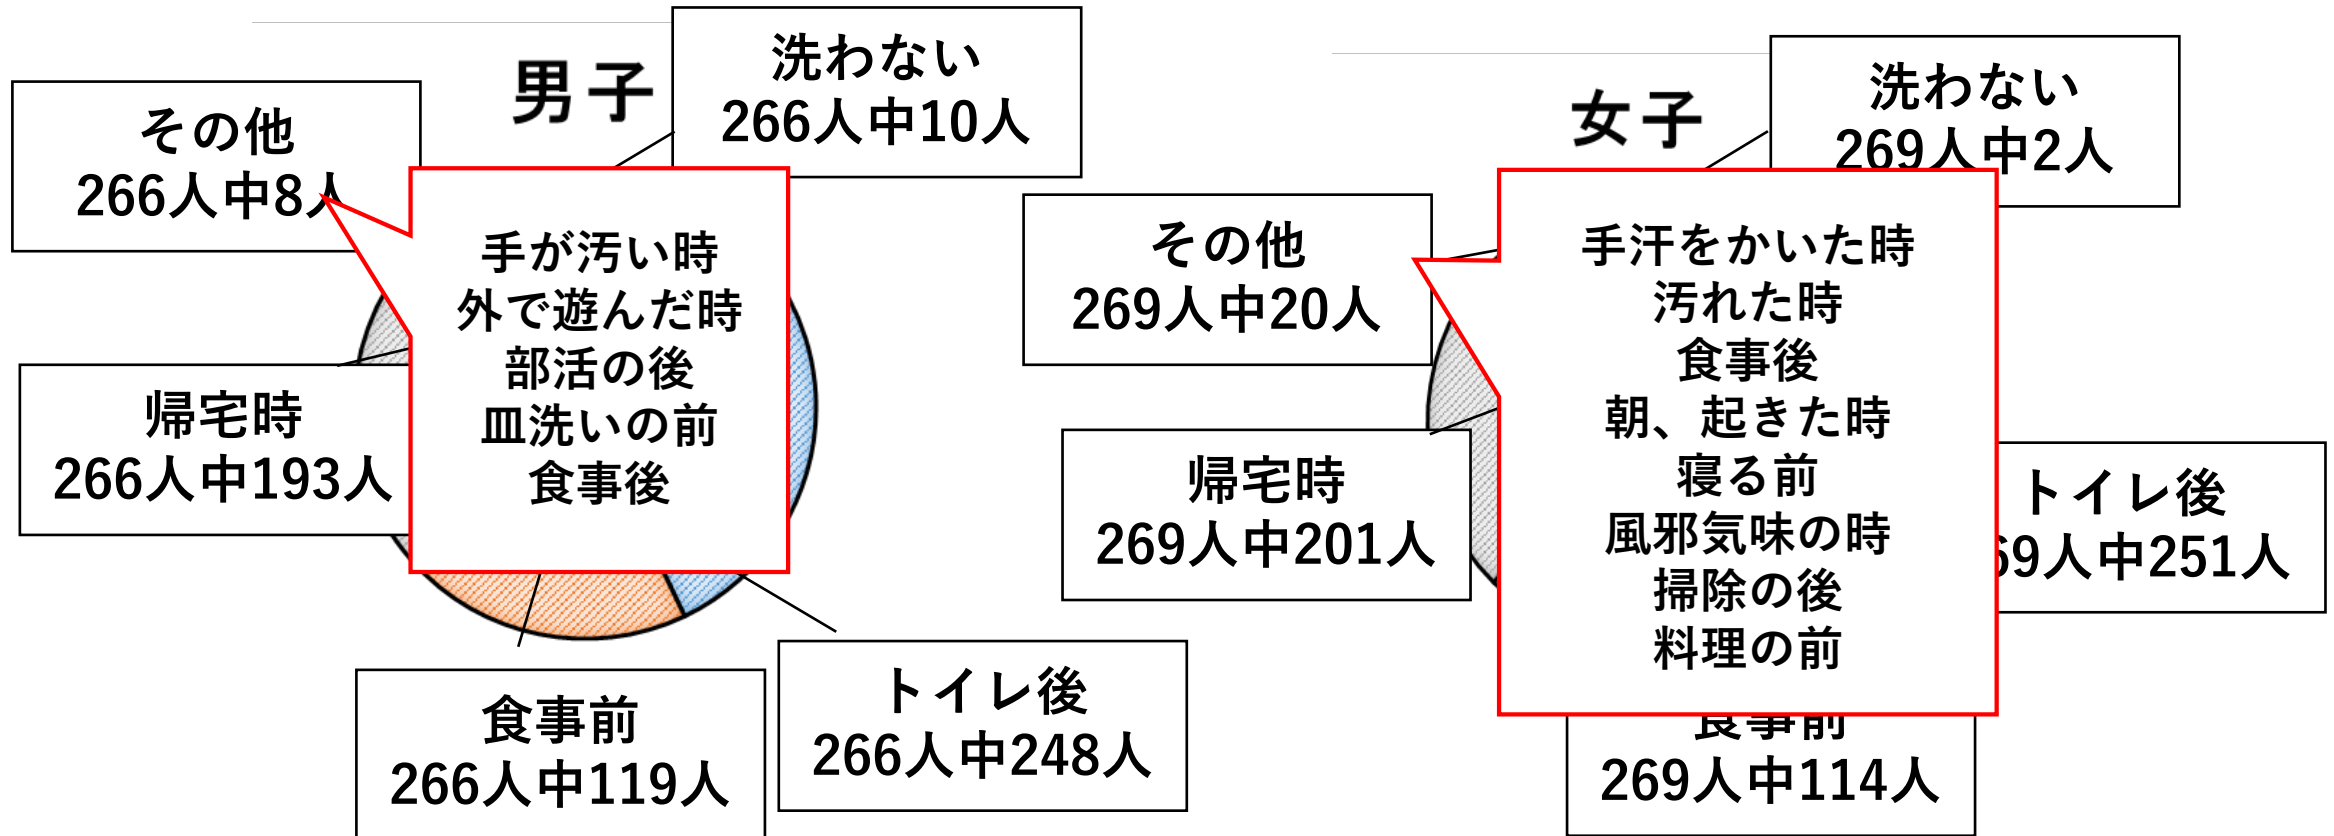 男子
洗わない
266人中10人
その他
266人中8人
手が汚い時
外で遊んだ時
部活の後
皿洗いの前
食事後
帰宅時
266人中193人
食事前
266人中119人
トイレ後
266人中248人
女子
洗わない
269人中2人
その他
269人中20人
手汗をかいた時
汚れた時
食事後
朝、起きた時
寝る前
風邪気味の時
掃除の後
料理の前
帰宅時
269人中201人
トイレ後
69人中251人
食事前
269人中114人